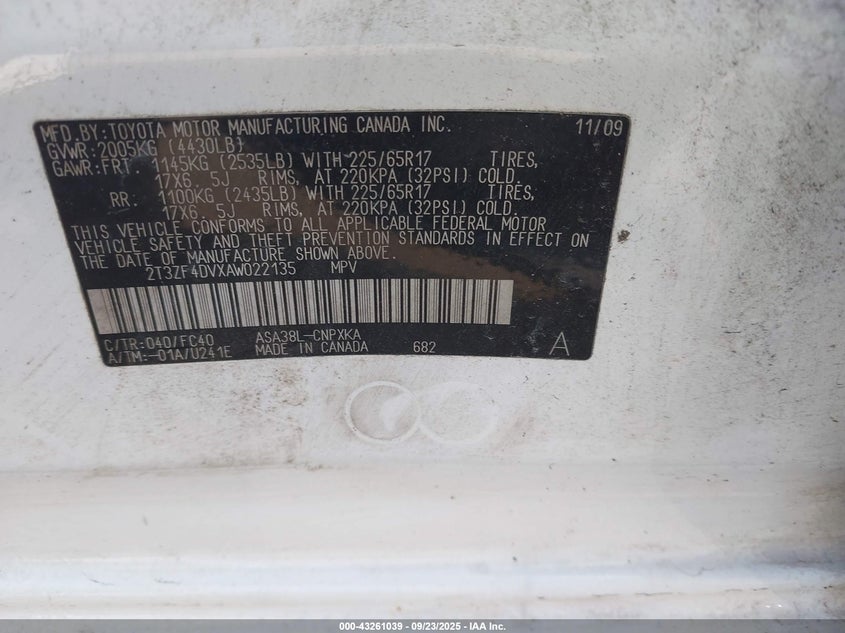 MFD.BY:TOYOTA MOTOR MANUFACTURING CANADA INC. 11/09
GVWR:2005KG (4430LB)
GAWR:FRT. 1145KG (2535LB) WITH 225/65R17 TIRES,
17X6.5J RIMS, AT 220KPA (32PSI) COLD.
RR. 1100KG (2435LB) WITH 225/65R17 TIRES,
17X6.5J RIMS, AT 220KPA (32PSI) COLD.
THIS VEHICLE CONFORMS TO ALL APPLICABLE FEDERAL MOTOR
VEHICLE SAFETY AND THEFT PREVENTION STANDARDS IN EFFECT ON
THE DATE OF MANUFACTURE SHOWN ABOVE.
2T3ZF4DVXAW022135 MPV
C/TR:040/FC40 ASA38L-CNPXKA
A/TM:-01A/U241E MADE IN CANADA 682 A
000-43261039 - 09/23/2025 - IAA Inc.